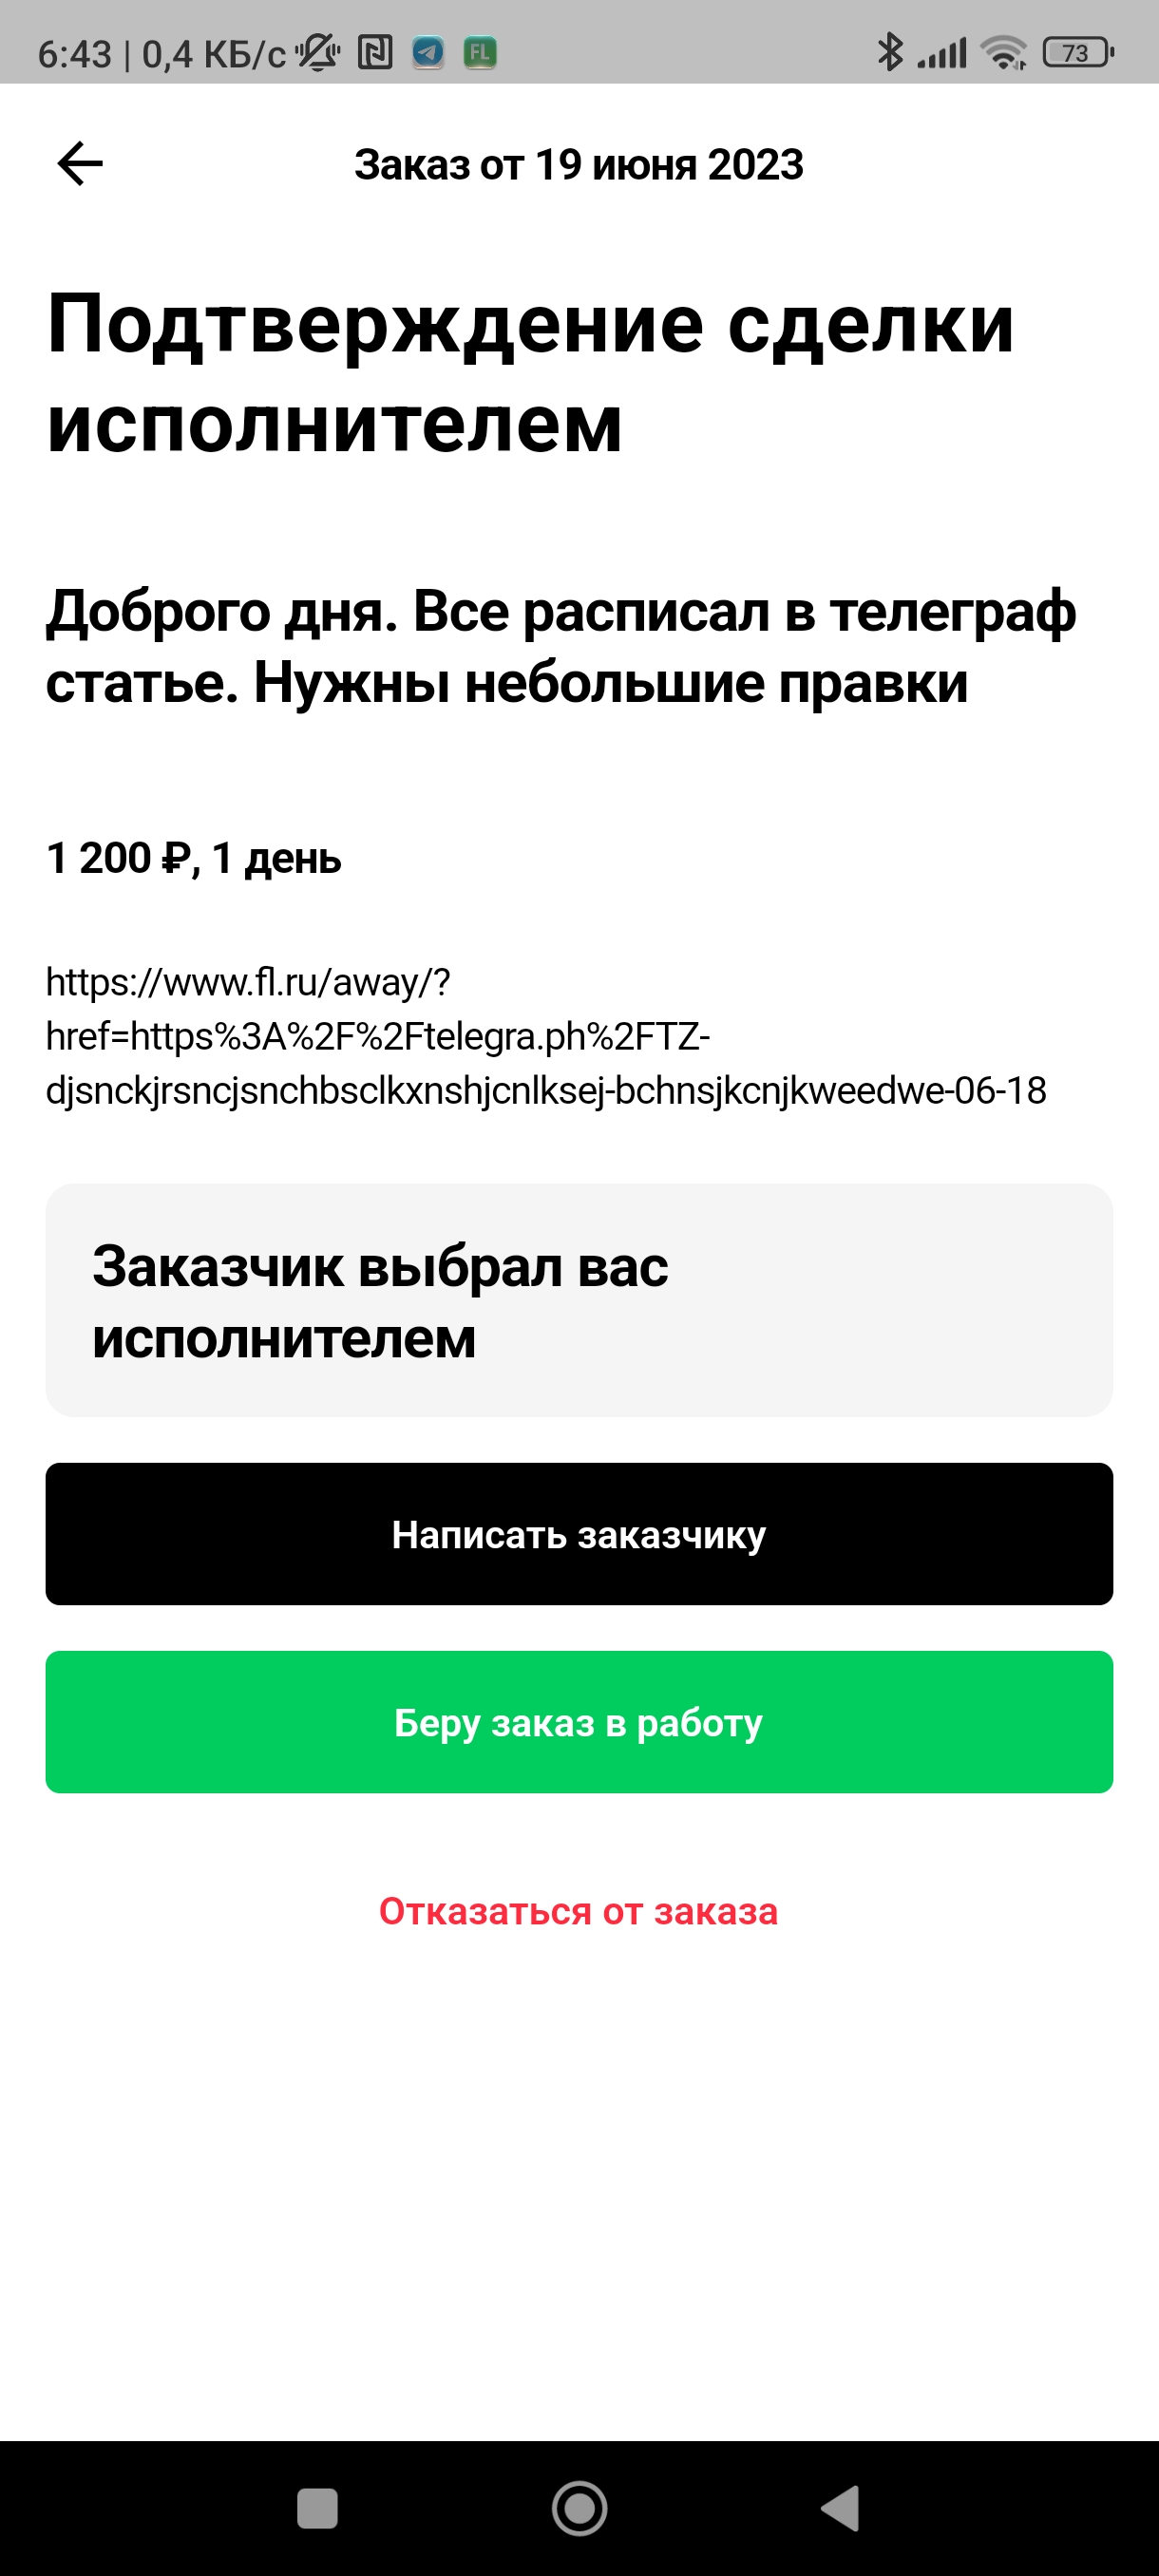 6:43 | 0,4 КБ/с
FL
73
Заказ от 19 июня 2023
Подтверждение сделки
исполнителем
Доброго дня. Все расписал в телеграф
статье. Нужны небольшие правки
1 200 ₽, 1 день
https://www.fl.ru/away/?
href=https%3A%2F%2Ftelegra.ph%2FTZ-
djsnckjrsncjsnchbsclkxnshjcnlksej-bchnsjkcnjkweedwe-06-18
Заказчик выбрал вас
исполнителем
Написать заказчику
Беру заказ в работу
Отказаться от заказа